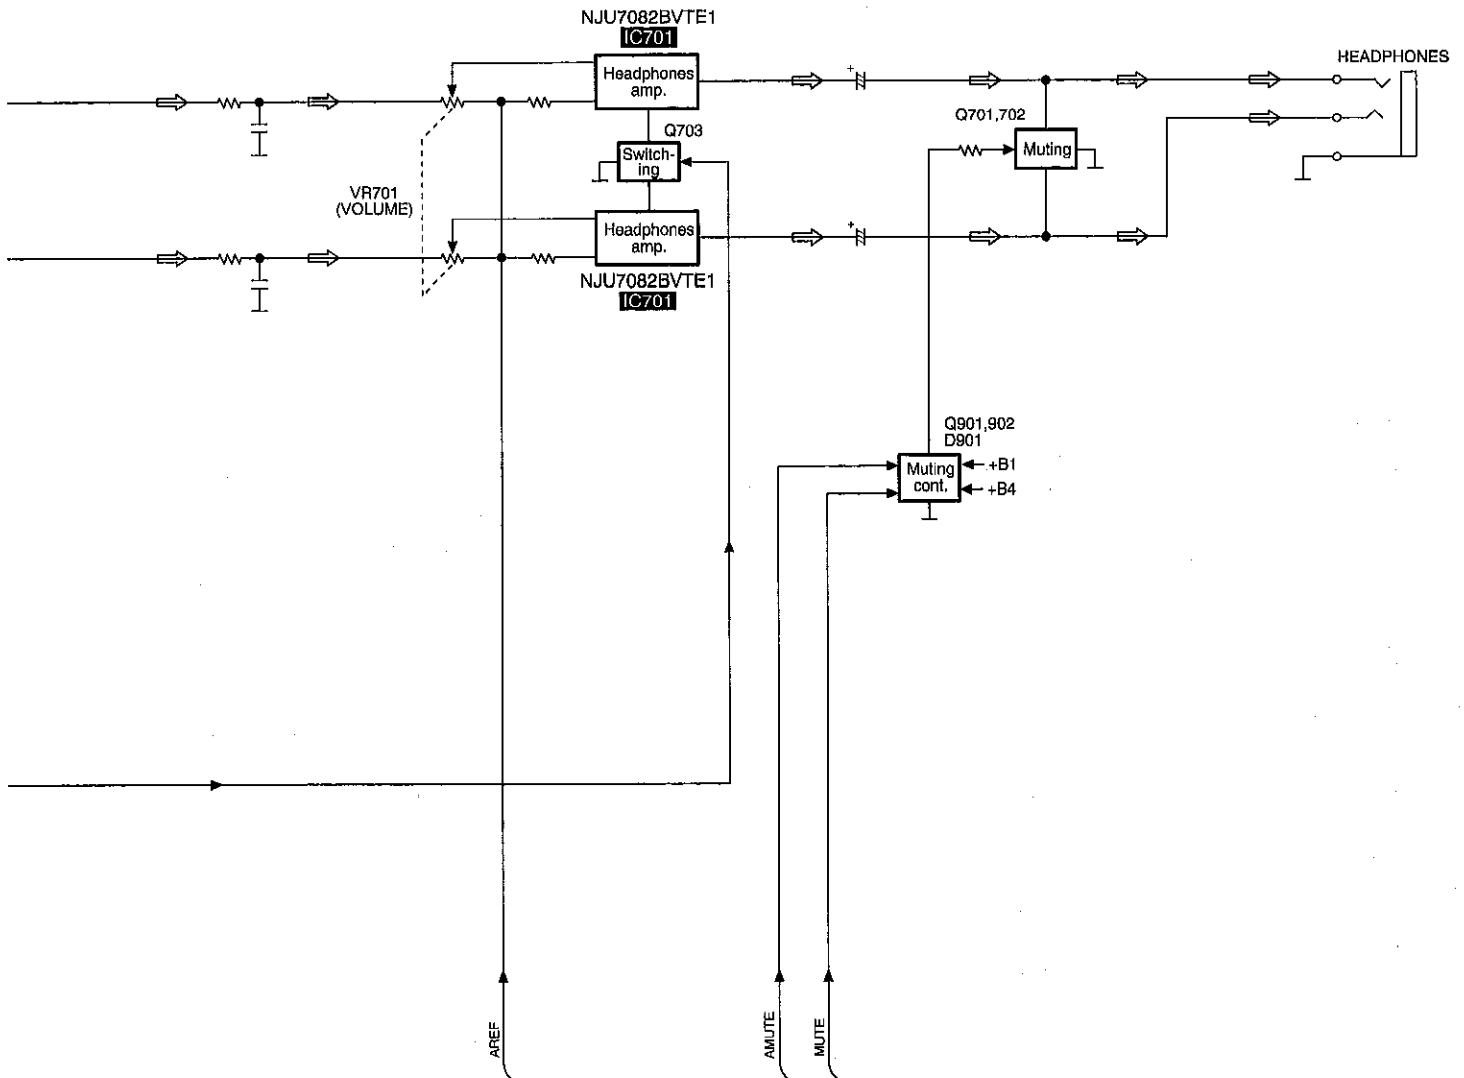 NJU7082BVTE1
IC701
HEADPHONES
Headphones
amp.
Q703
Q701,702
Switch-
ing
Muting
VR701
(VOLUME)
Headphones
amp.
NJU7082BVTE1
IC701
+
+
Q901,902
D901
Muting
cont.
+B1
+B4
AREF
AMUTE
MUTE